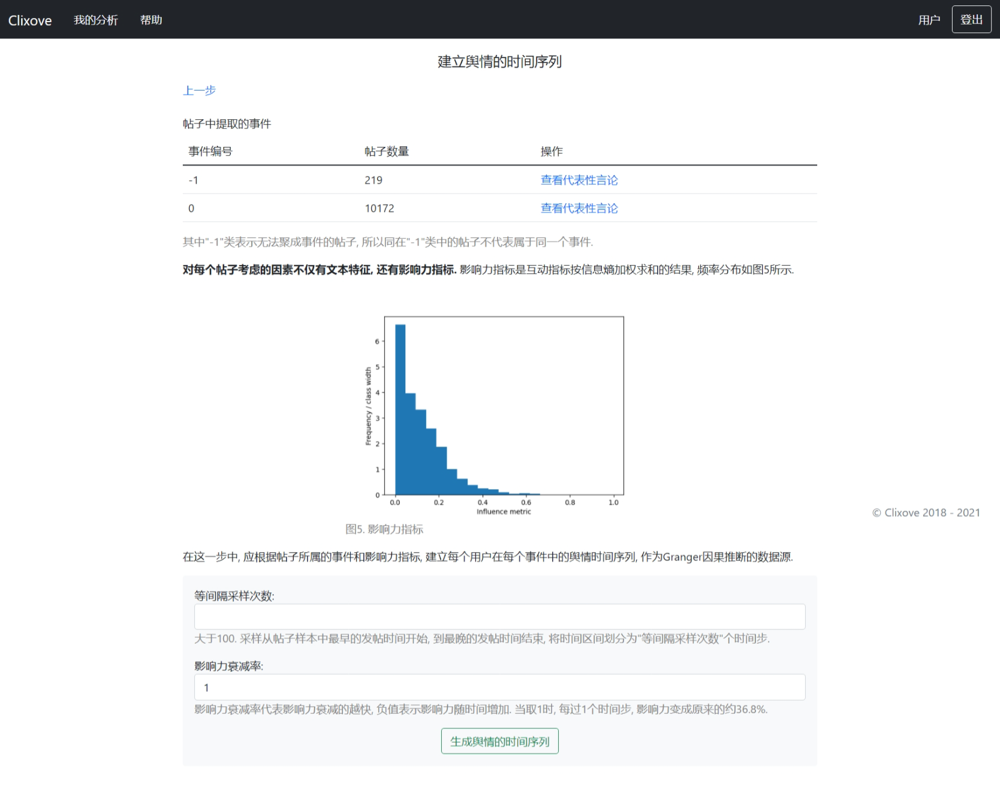 Clixove 我的分析 帮助 用户 登出
建立舆情的时间序列
上一步
帖子中提取的事件
事件编号 帖子数量 操作
-1 219 查看代表性言论
0 10172 查看代表性言论
其中"-1"类表示无法聚成事件的帖子, 所以同在"-1"类中的帖子不代表属于同一个事件.
对每个帖子考虑的因素不仅有文本特征, 还有影响力指标. 影响力指标是互动指标按信息熵加权求和的结果, 频率分布如图5所示.
6
5
4
3
2
1
0
Frequency / class width
0.0 0.2 0.4 0.6 0.8 1.0
Influence metric
© Clixove 2018 - 2021
图5. 影响力指标
在这一步中, 应根据帖子所属的事件和影响力指标, 建立每个用户在每个事件中的舆情时间序列, 作为Granger因果推断的数据源.
等间隔采样次数:
大于100. 采样从帖子样本中最早的发帖时间开始, 到最晚的发帖时间结束, 将时间区间划分为"等间隔采样次数"个时间步.
影响力衰减率:
1
影响力衰减率代表影响力衰减的越快, 负值表示影响力随时间增加. 当取1时, 每过1个时间步, 影响力变成原来的约36.8%.
生成舆情的时间序列